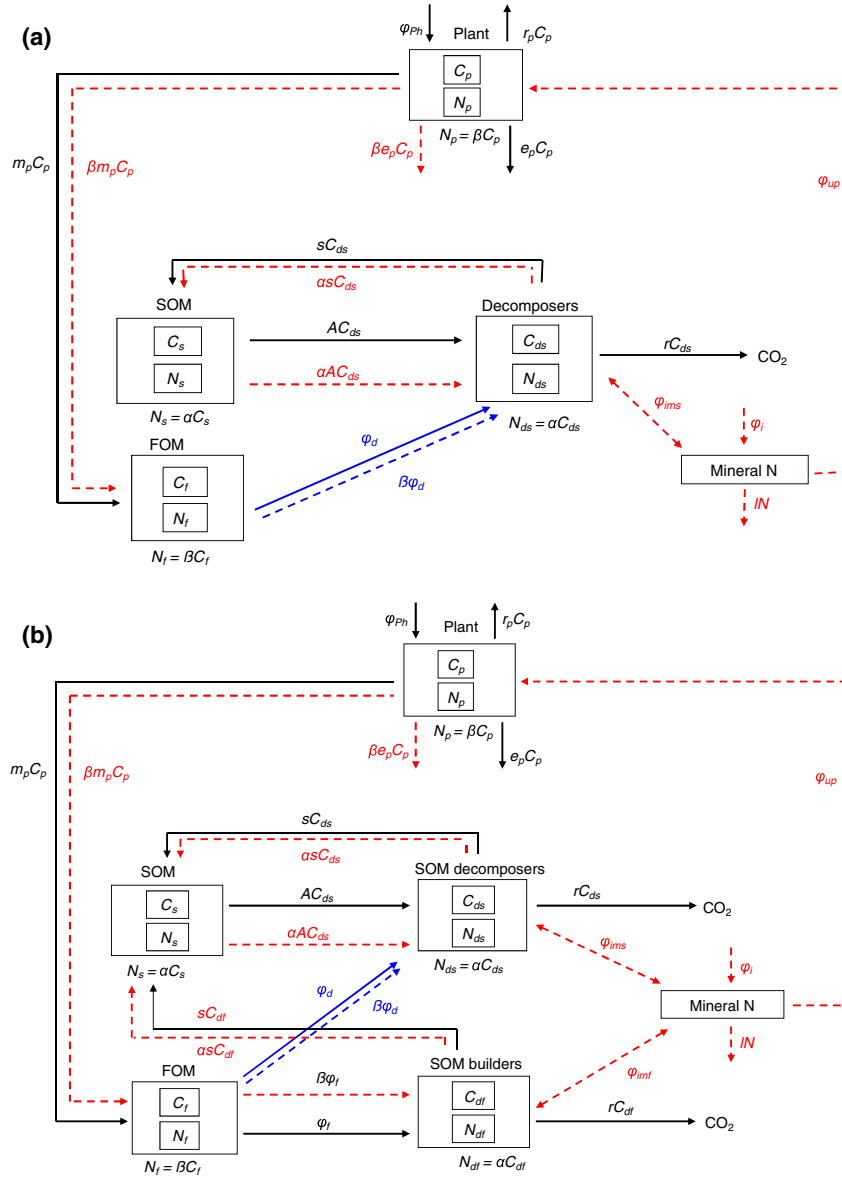 (a)
φPh
Plant
rpCp
Cp
Np
Np = βCp
mpCp
βmpCp
βepCp
epCp
φup
sCds
αsCds
SOM
Decomposers
Cs
ACds
Cds
rCds
CO2
Ns
αACds
Nds
φims
φi
Ns = αCs
Nds = αCds
FOM
φd
Mineral N
Cf
βφd
lN
Nf
Nf = βCf
(b)
φPh
Plant
rpCp
Cp
Np
Np = βCp
mpCp
βmpCp
βepCp
epCp
φup
sCds
αsCds
SOM
SOM decomposers
Cs
ACds
Cds
rCds
CO2
Ns
αACds
Nds
φims
φi
Ns = αCs
Nds = αCds
φd
βφd
Mineral N
sCdf
αsCdf
lN
FOM
SOM builders
φimf
βφf
Cf
Cdf
rCdf
CO2
Nf
φf
Ndf
Nf = βCf
Ndf = αCdf